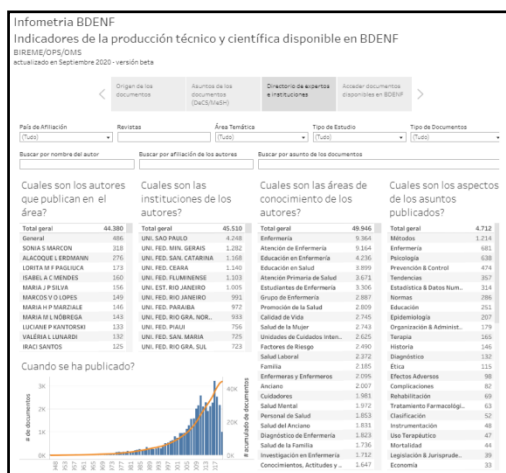 Infometria BDENF
Indicadores de la producción técnico y científica disponible en BDENF
BIREME/OPS/OMS
actualizado en Septiembre 2020 - versión beta
Origen de los documentos
Asuntos de los documentos (DeCS/MeSH)
Directorio de expertos e instituciones
Acceder documentos disponibles en BDENF
País de Afiliación
Revistas
Área Temática
Tipo de Estudio
Tipo de Documentos
(Tudo)
(Tudo)
(Tudo)
(Tudo)
Buscar por nombre del autor
Buscar por afiliación de los autores
Buscar por asunto de los documentos
Cuales son los autores que publican en el área?
Total geral 44.380
General 486
SONIA S MARCON 318
ALACOQUE L ERDMANN 276
LORITA M F PAGLIUCA 173
ISABEL A C MENDES 160
MARIA J P SILVA 156
MARCOS V O LOPES 149
MARIA H P MARZIALE 146
MARIA M L NÓBREGA 143
LUCIANE P KANTORSKI 133
VALÉRIA L LUNARDI 132
IRACI SANTOS 125
Cuales son las instituciones de los autores?
Total geral 45.510
UNI. SAO PAULO 4.248
UNI. FED. MIN. GERAIS 1.282
UNI. FED. SAN. CATARINA 1.168
UNI. FED. CEARA 1.140
UNI. FED. FLUMINENSE 1.103
UNI. EST. RIO JANEIRO 1.005
UNI. FED. RIO JANEIRO 991
UNI. FED. PARAIBA 972
UNI. FED. RIO GRA. NOR.. 933
UNI. FED. PIAUI 756
UNI. FED. SAN. MARIA 725
UNI. FED. RIO GRA. SUL 723
Cuales son las áreas de conocimiento de los autores?
Total geral 49.946
Enfermería 9.364
Atención de Enfermería 9.164
Educación en Enfermería 4.236
Educación en Salud 3.899
Atención Primaria de Salud 3.671
Estudiantes de Enfermería 3.306
Grupo de Enfermería 2.887
Promoción de la Salud 2.809
Calidad de Vida 2.745
Salud de la Mujer 2.743
Unidades de Cuidados Inten.. 2.625
Factores de Riesgo 2.490
Salud Laboral 2.372
Familia 2.185
Enfermeras y Enfermeros 2.095
Anciano 2.007
Cuidadores 1.981
Salud Mental 1.972
Personal de Salud 1.853
Salud del Anciano 1.831
Diagnóstico de Enfermería 1.823
Salud de la Familia 1.736
Investigación en Enfermería 1.712
Conocimientos, Actitudes y .. 1.647
Cuales son los aspectos de los asuntos publicados?
Total geral 4.712
Métodos 1.214
Enfermería 681
Psicología 638
Prevención & Control 474
Tendencias 357
Estadística & Datos Num.. 314
Normas 286
Educación 251
Epidemiología 207
Organización & Administ.. 179
Terapia 165
Historia 146
Diagnóstico 132
Ética 115
Efectos Adversos 98
Complicaciones 82
Rehabilitación 69
Tratamiento Farmacológi.. 63
Clasificación 52
Instrumentación 48
Uso Terapéutico 47
Mortalidad 44
Legislación & Jurisprude.. 39
Economía 33
Cuando se ha publicado?
# de documentos
3K
2K
1K
0K
40K
20K
0K
# acumulado de documentos